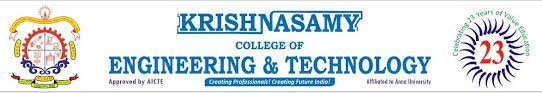 KRISHNASAMY
COLLEGE OF
ENGINEERING & TECHNOLOGY
Approved by AICTE
Creating Professionals! Creating Future India!
Affiliated to Anna University
Celebrating 23 Years of Value Education
23